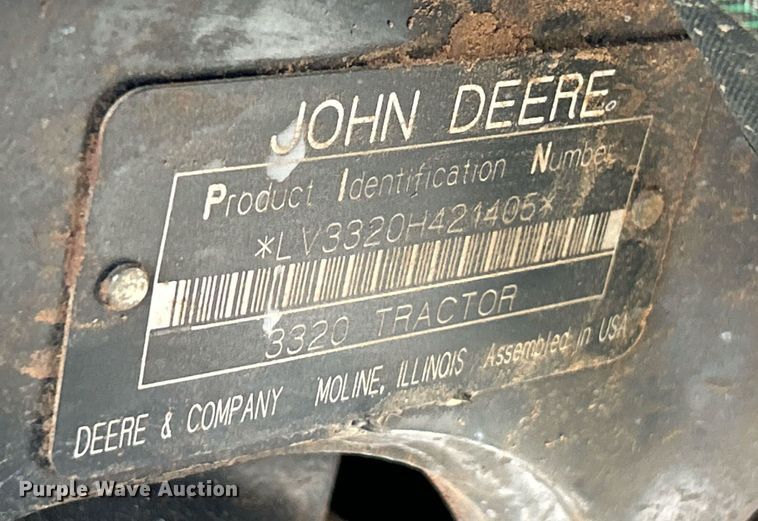 JOHN DEERE
Product Identification Number
*LV3320H421405*
3320 TRACTOR
DEERE & COMPANY MOLINE, ILLINOIS Assembled in USA
Purple Wave Auction